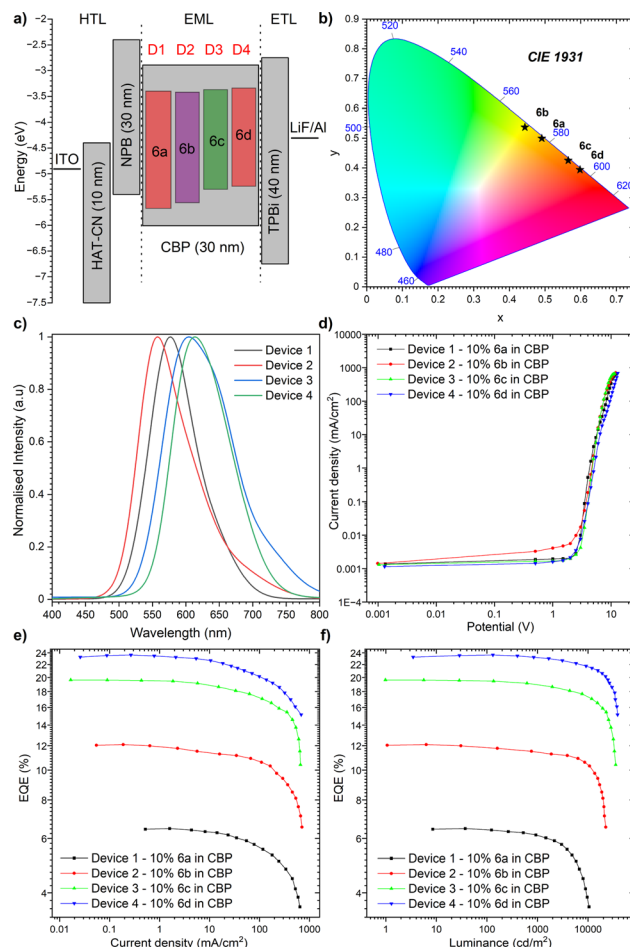 a)
HTL
EML
ETL
D1 D2 D3 D4
Energy (eV)
-2
-2.5
-3
-3.5
-4
-4.5
-5
-5.5
-6
-6.5
-7
-7.5
ITO
HAT-CN (10 nm)
NPB (30 nm)
6a
6b
6c
6d
CBP (30 nm)
TPBi (40 nm)
LiF/Al
b)
CIE 1931
y
0.9
0.8
0.7
0.6
0.5
0.4
0.3
0.2
0.1
0
520
540
560
500
580
600
620
480
460
6b
6a
6c
6d
0 0.1 0.2 0.3 0.4 0.5 0.6 0.7
x
c)
Normalised Intensity (a.u)
1
0.8
0.6
0.4
0.2
0
Device 1
Device 2
Device 3
Device 4
400 450 500 550 600 650 700 750 800
Wavelength (nm)
d)
Current density (mA/cm²)
10000
1000
100
10
1
0.1
0.01
0.001
1E−4
Device 1 - 10% 6a in CBP
Device 2 - 10% 6b in CBP
Device 3 - 10% 6c in CBP
Device 4 - 10% 6d in CBP
0.001 0.01 0.1 1 10
Potential (V)
e)
EQE (%)
24
22
20
18
16
14
12
10
8
6
4
Device 1 - 10% 6a in CBP
Device 2 - 10% 6b in CBP
Device 3 - 10% 6c in CBP
Device 4 - 10% 6d in CBP
0.01 0.1 1 10 100 1000
Current density (mA/cm²)
f)
EQE (%)
24
22
20
18
16
14
12
10
8
6
4
Device 1 - 10% 6a in CBP
Device 2 - 10% 6b in CBP
Device 3 - 10% 6c in CBP
Device 4 - 10% 6d in CBP
1 10 100 1000 10000
Luminance (cd/m²)